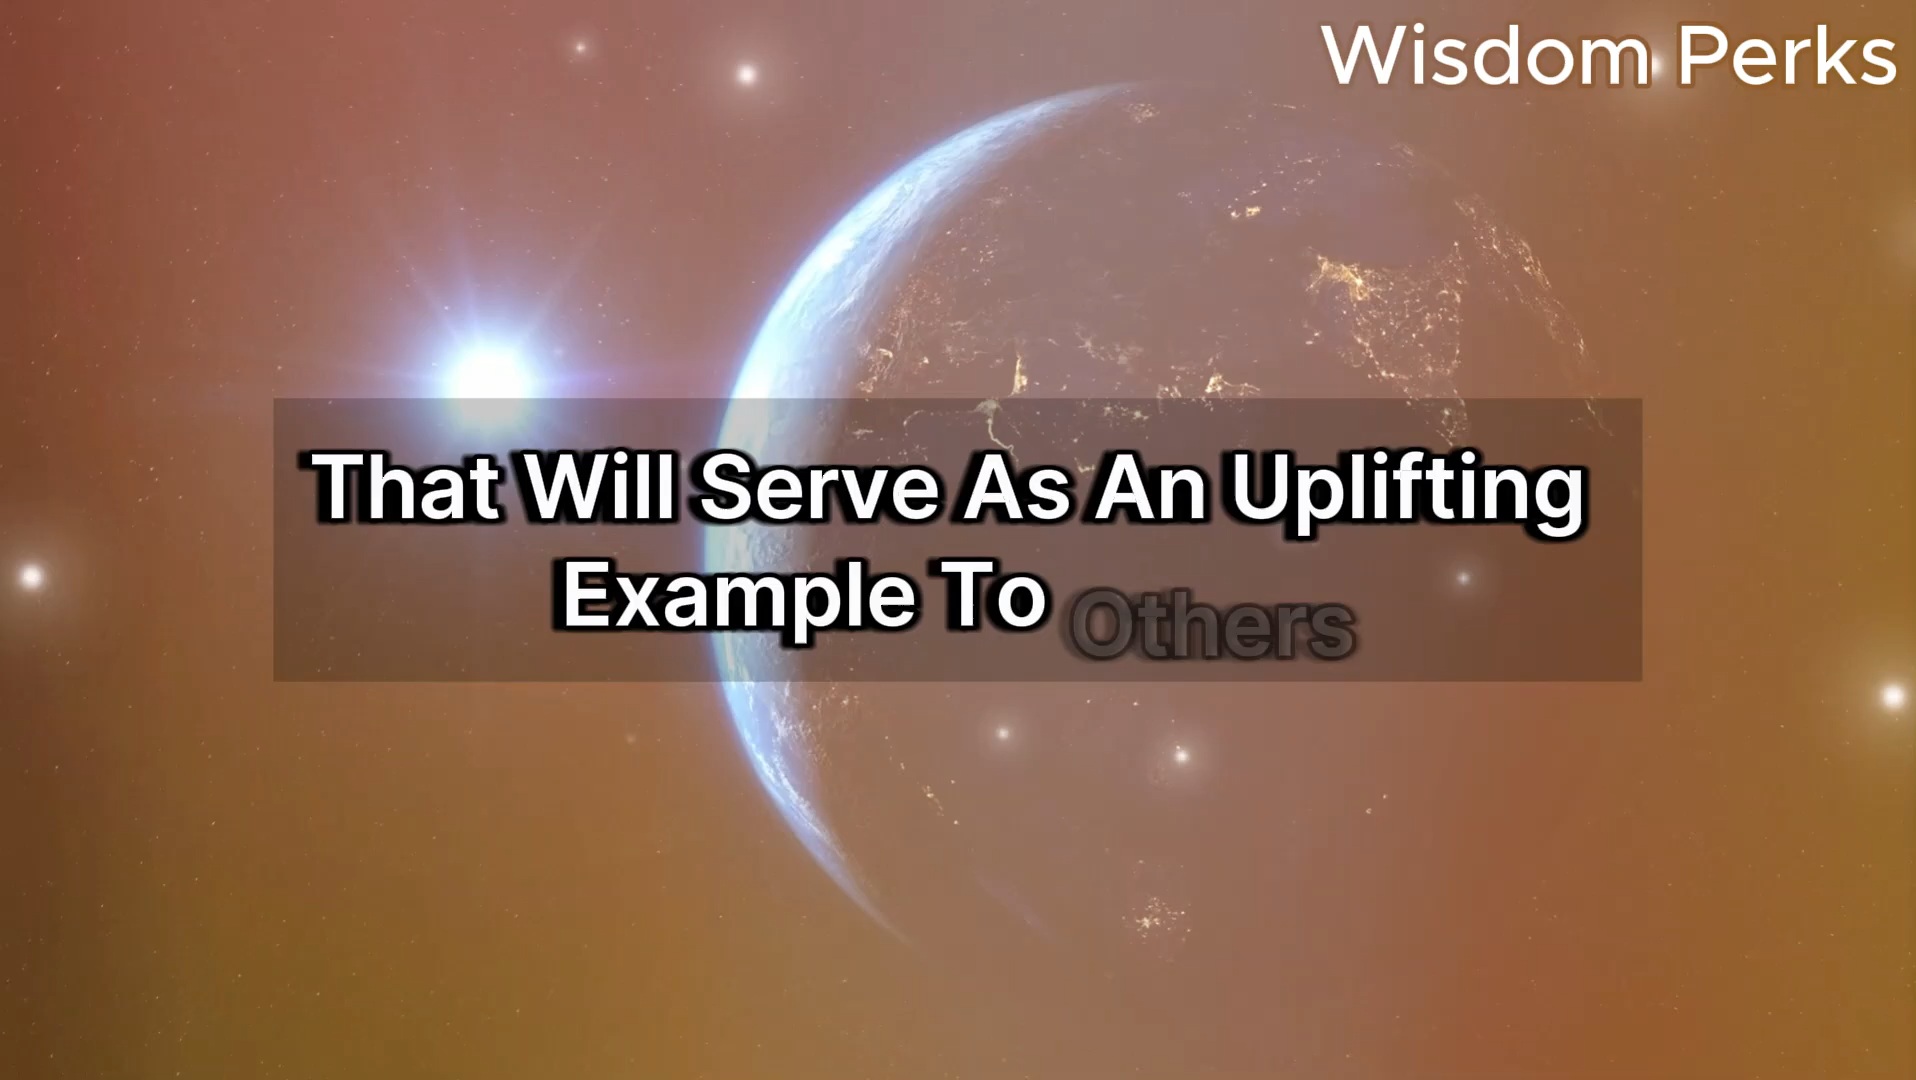 Wisdom Perks
That Will Serve As An Uplifting
Example To Others